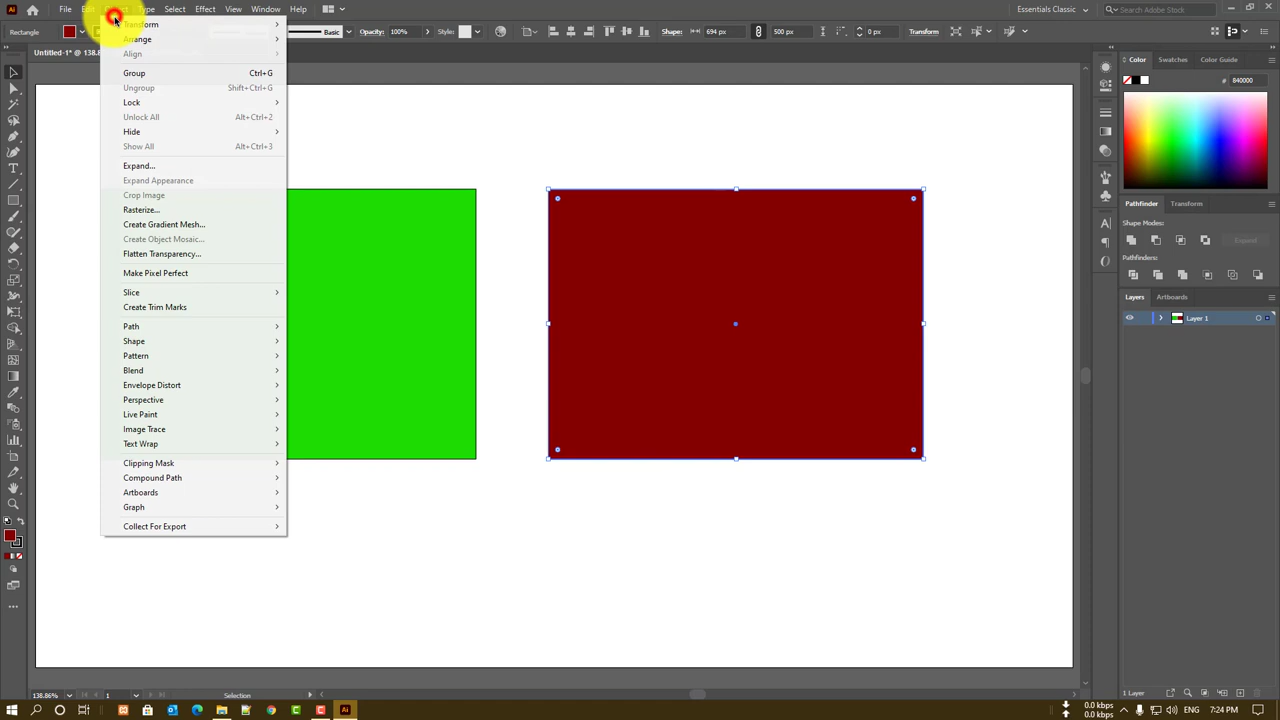 Ai
File Edit Object Type Select Effect View Window Help
Essentials Classic
Search Adobe Stock
Rectangle
Basic
Opacity: 100%
Style:
Shape:
694 px
500 px
0 px
Transform
Untitled-1* @ 138.8
Transform
Arrange
Align
Group Ctrl+G
Ungroup Shift+Ctrl+G
Lock
Unlock All Alt+Ctrl+2
Hide
Show All Alt+Ctrl+3
Expand...
Expand Appearance
Crop Image
Rasterize...
Create Gradient Mesh...
Create Object Mosaic...
Flatten Transparency...
Make Pixel Perfect
Slice
Create Trim Marks
Path
Shape
Pattern
Blend
Envelope Distort
Perspective
Live Paint
Image Trace
Text Wrap
Clipping Mask
Compound Path
Artboards
Graph
Collect For Export
Color Swatches Color Guide
# 840000
Pathfinder Transform
Shape Modes:
Expand
Pathfinders:
Layers Artboards
Layer 1
1 Layer
138.86%
1
Selection
0.0 kbps
0.0 kbps
ENG
7:24 PM